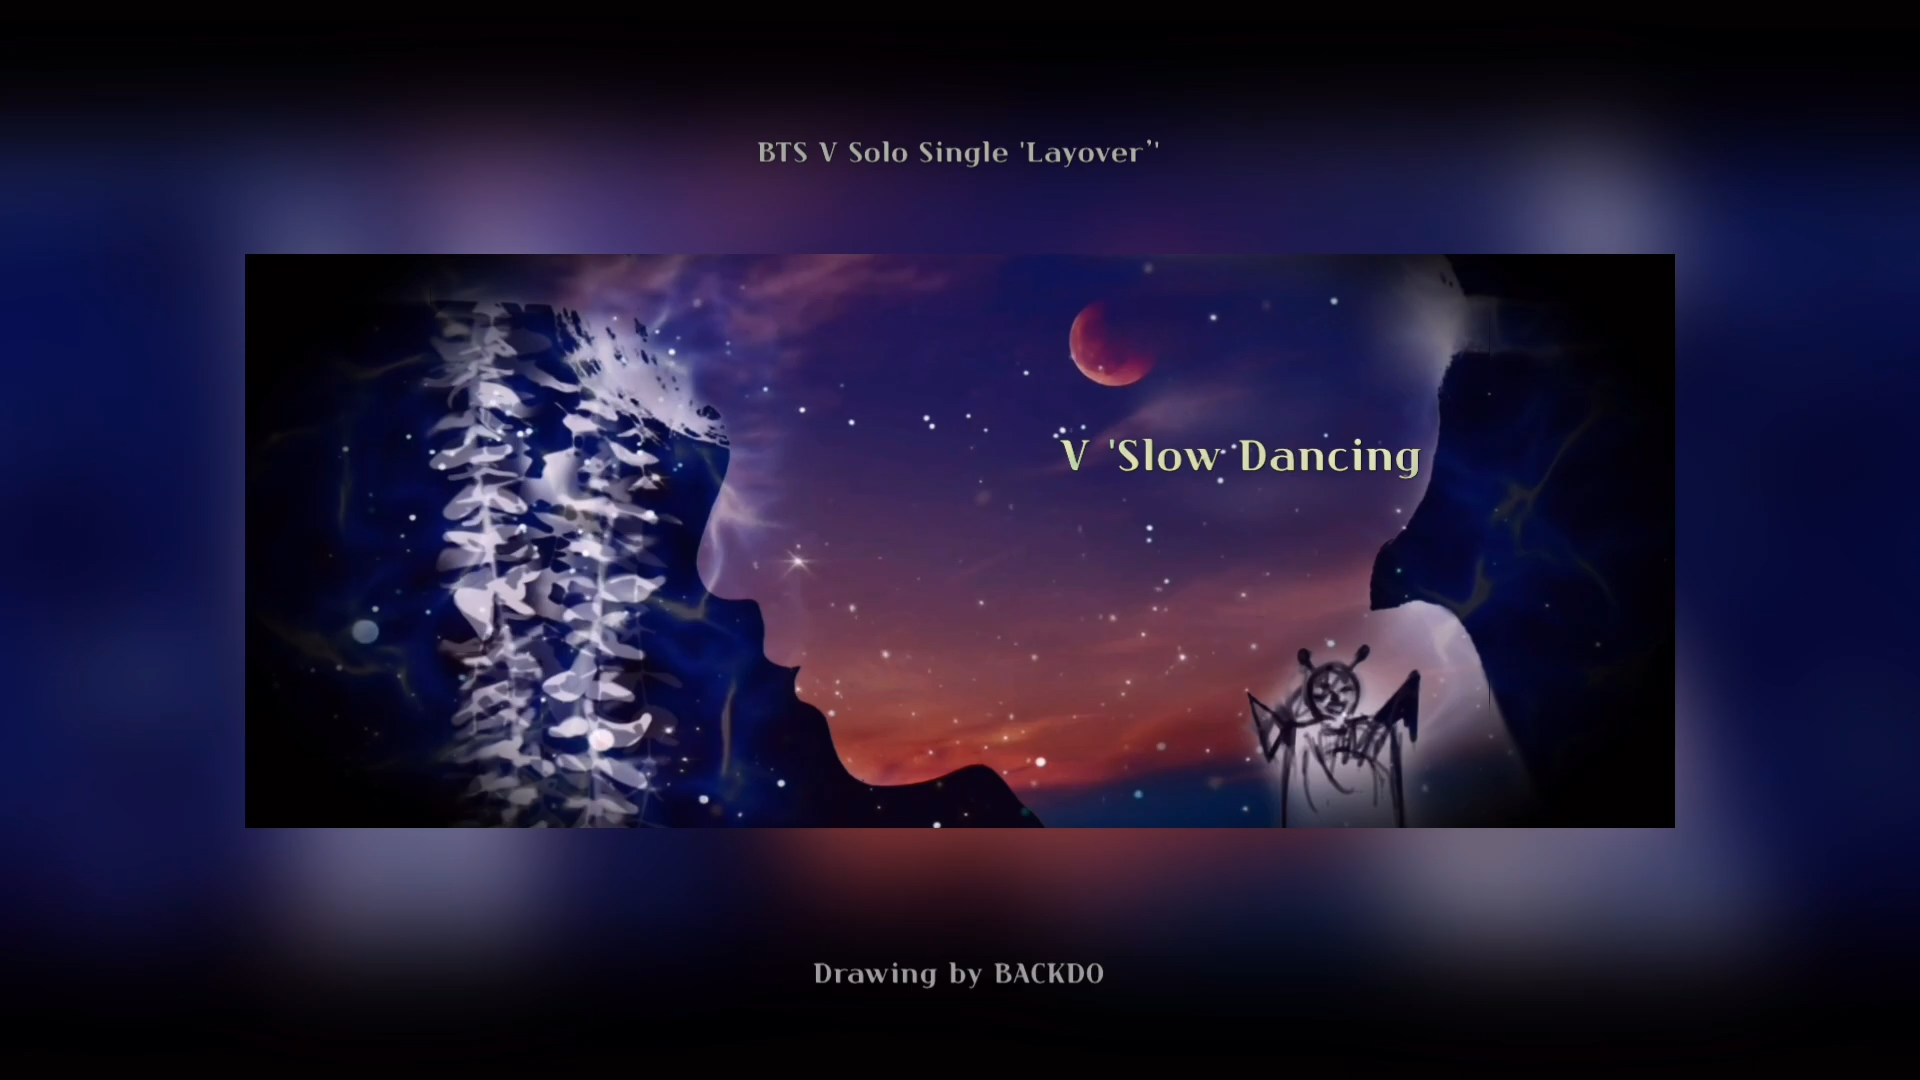 BTS V Solo Single 'Layover’'
V 'Slow Dancing
Drawing by BACKDO